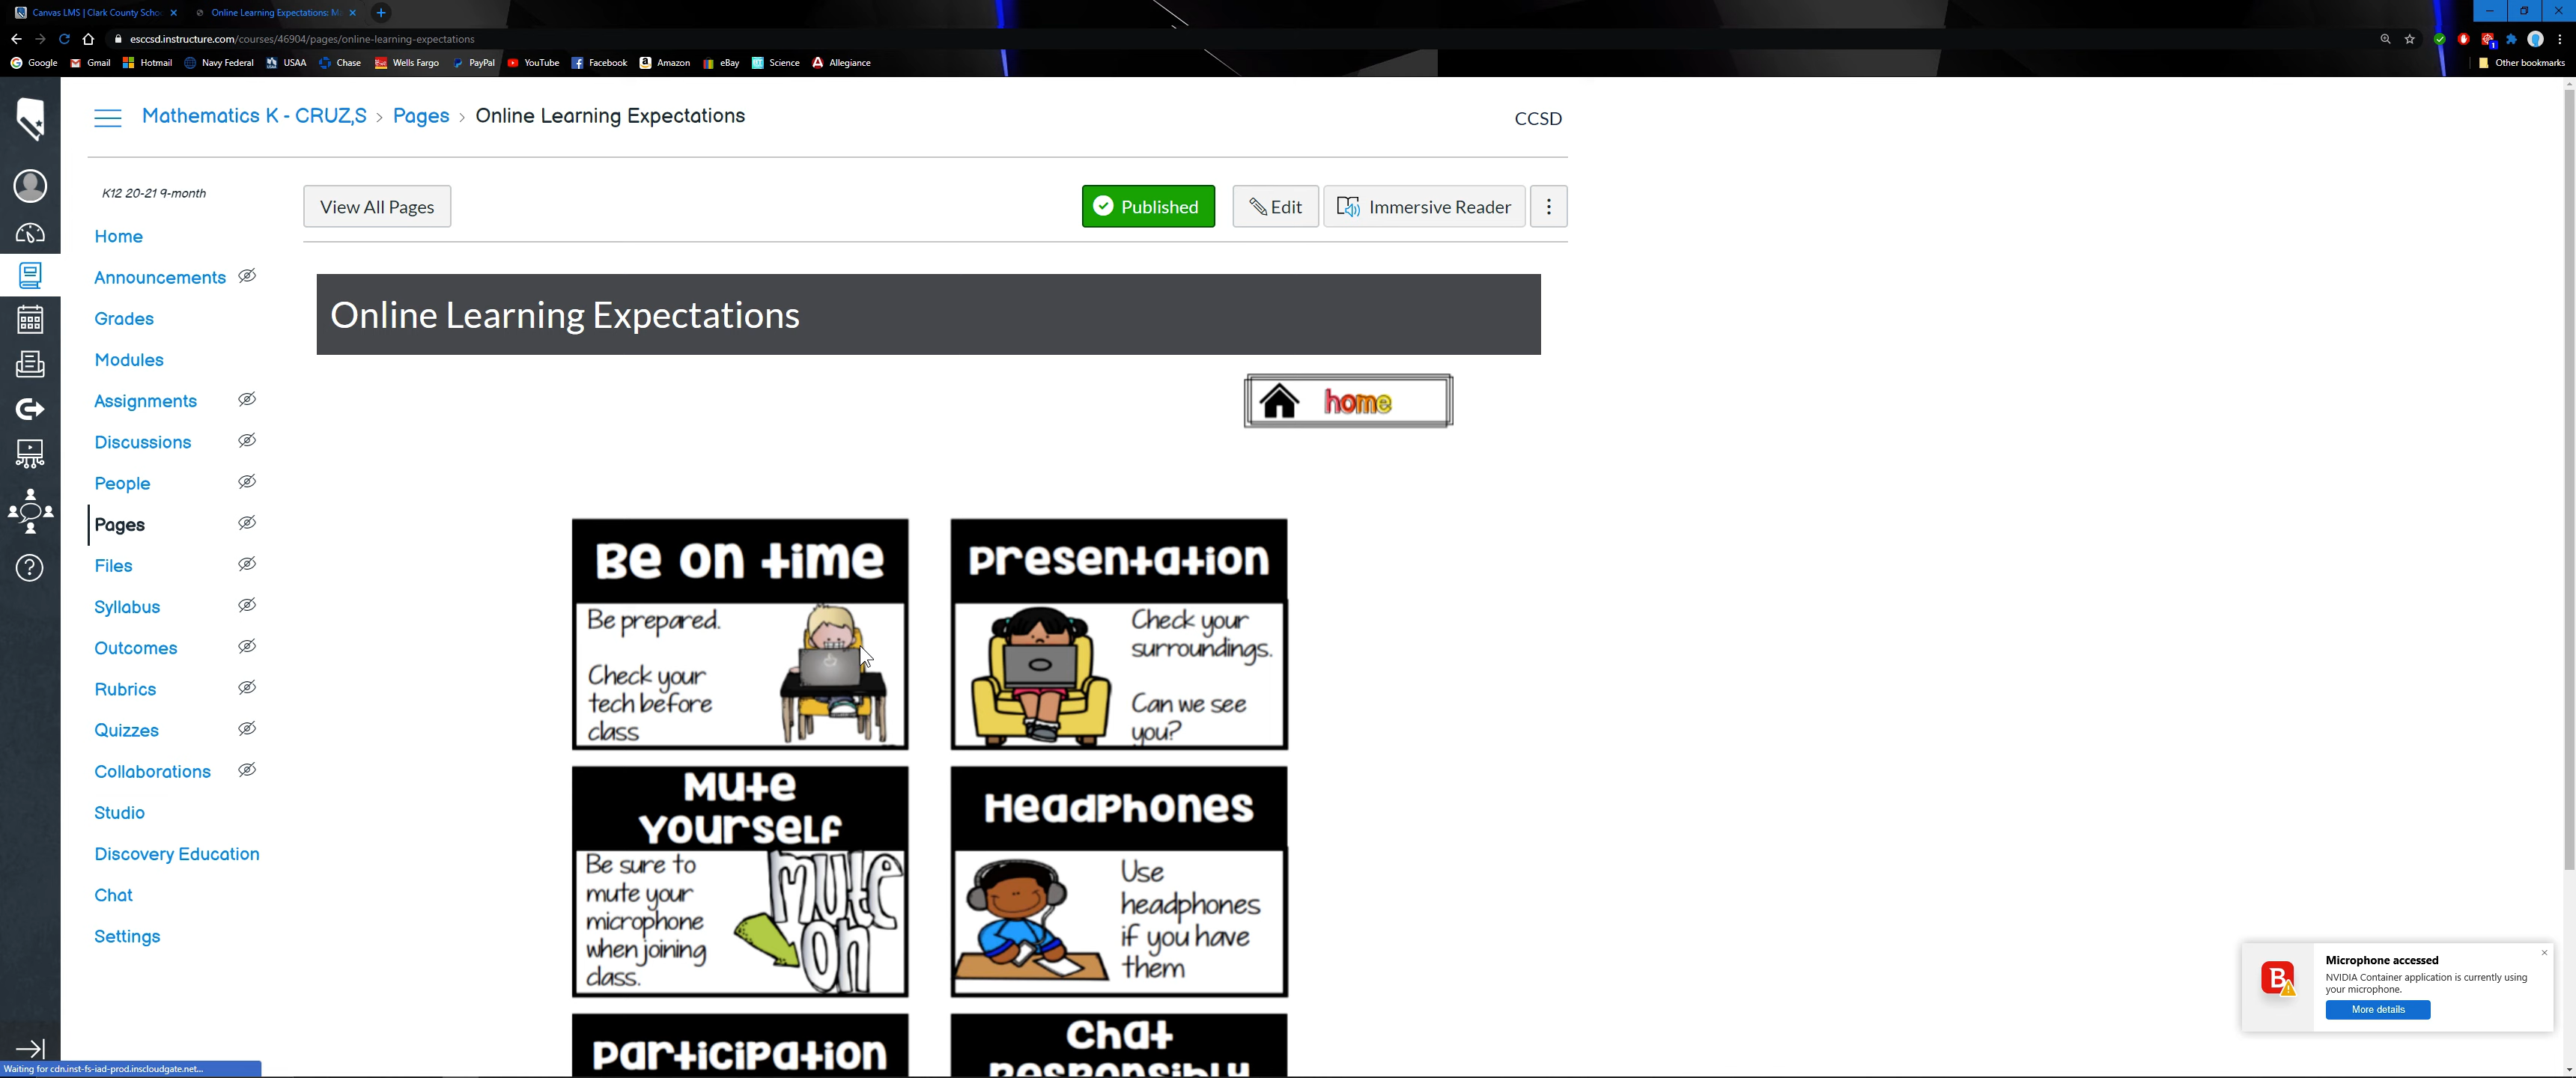 Canvas LMS | Clark County Scho
Online Learning Expectations: M
esccsd.instructure.com/courses/46904/pages/online-learning-expectations
Google Gmail Hotmail Navy Federal USAA Chase Wells Fargo PayPal YouTube Facebook Amazon eBay Science Allegiance Other bookmarks
Mathematics K - CRUZ,S > Pages > Online Learning Expectations
CCSD
K12 20-21 9-month
View All Pages
Published
Edit
Immersive Reader
Home
Announcements
Grades
Modules
Assignments
Discussions
People
Pages
Files
Syllabus
Outcomes
Rubrics
Quizzes
Collaborations
Studio
Discovery Education
Chat
Settings
Online Learning Expectations
home
Be on time
Be prepared.
Check your
tech before
class
Presentation
Check your
surroundings.
Can we see
you?
Mute
Yourself
Be sure to
mute your
microphone
when joining
class.
mute
on
Headphones
Use
headphones
if you have
them
Participation
Chat
Responsibly
Microphone accessed
NVIDIA Container application is currently using
your microphone.
More details
Waiting for cdn.inst-fs-iad-prod.inscloudgate.net...